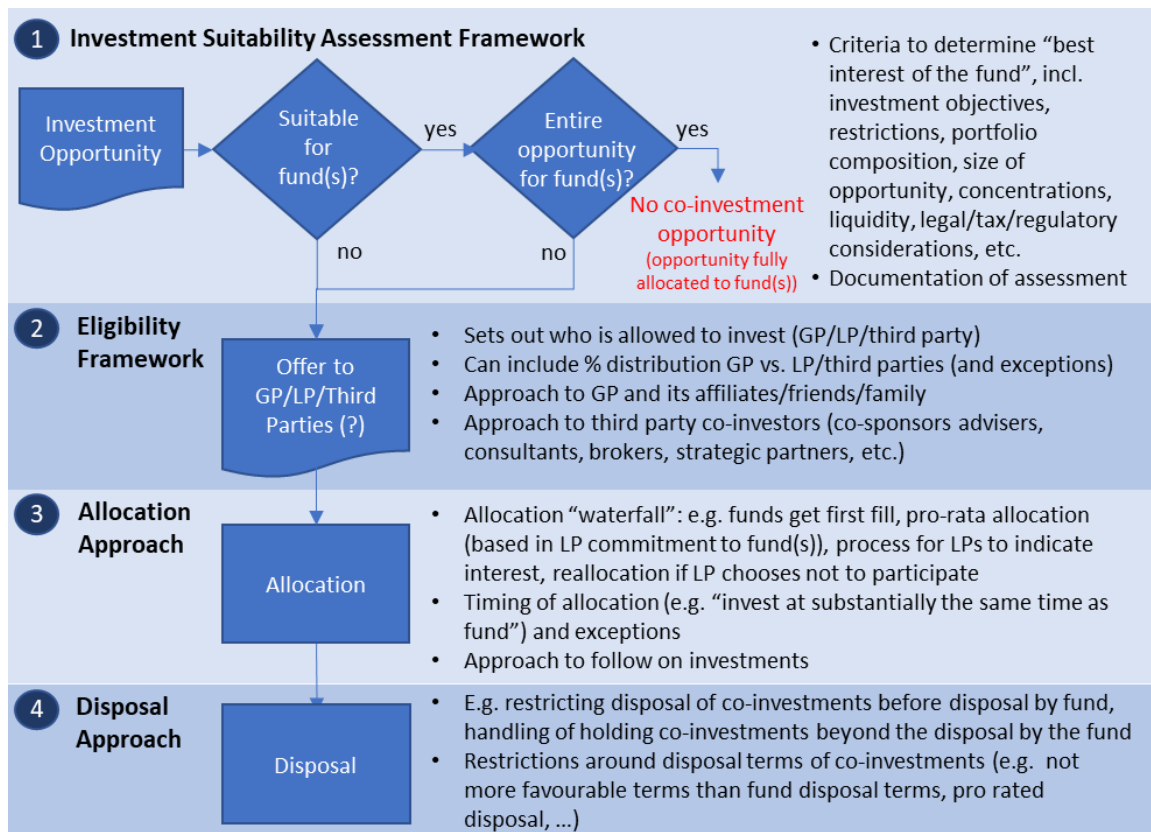 1 Investment Suitability Assessment Framework
Investment
Opportunity
Suitable
for
fund(s)?
yes
Entire
opportunity
for fund(s)?
yes
No co-investment
opportunity
(opportunity fully
allocated to fund(s))
no
no
• Criteria to determine “best
interest of the fund”, incl.
investment objectives,
restrictions, portfolio
composition, size of
opportunity, concentrations,
liquidity, legal/tax/regulatory
considerations, etc.
• Documentation of assessment
2 Eligibility
Framework
Offer to
GP/LP/Third
Parties (?)
• Sets out who is allowed to invest (GP/LP/third party)
• Can include % distribution GP vs. LP/third parties (and exceptions)
• Approach to GP and its affiliates/friends/family
• Approach to third party co-investors (co-sponsors advisers,
consultants, brokers, strategic partners, etc.)
3 Allocation
Approach
Allocation
• Allocation “waterfall”: e.g. funds get first fill, pro-rata allocation
(based in LP commitment to fund(s)), process for LPs to indicate
interest, reallocation if LP chooses not to participate
• Timing of allocation (e.g. “invest at substantially the same time as
fund”) and exceptions
• Approach to follow on investments
4 Disposal
Approach
Disposal
• E.g. restricting disposal of co-investments before disposal by fund,
handling of holding co-investments beyond the disposal by the fund
• Restrictions around disposal terms of co-investments (e.g. not
more favourable terms than fund disposal terms, pro rated
disposal, ...)